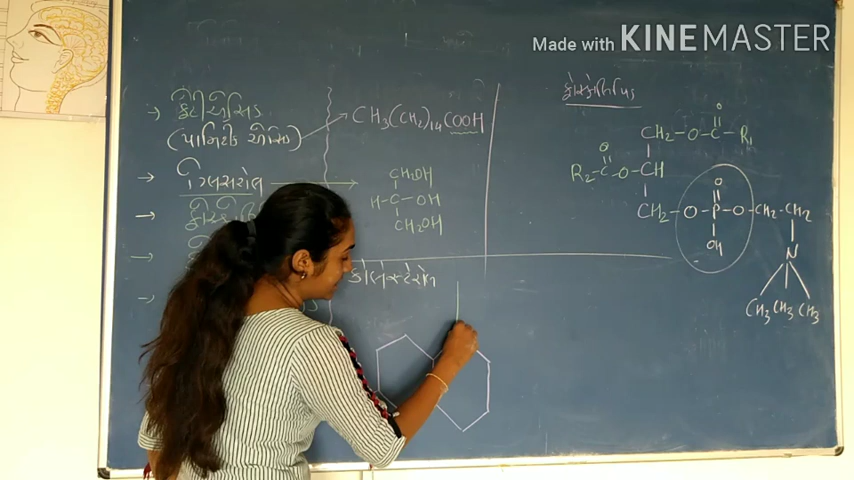 Made with KINEMASTER
ફેટીએસિડ
CH₃(CH₂)₁₄COOH
ગ્લિસરોલ
CH₂OH
H-C-OH
CH₂OH
કોલેસ્ટેરોલ
ફોસ્ફોલિપિડ
O
CH₂-O-C-R₁
O
R₂-C-O-CH
O
CH₂-O-P-O-CH₂-CH₂
OH
N
CH₃ CH₃ CH₃